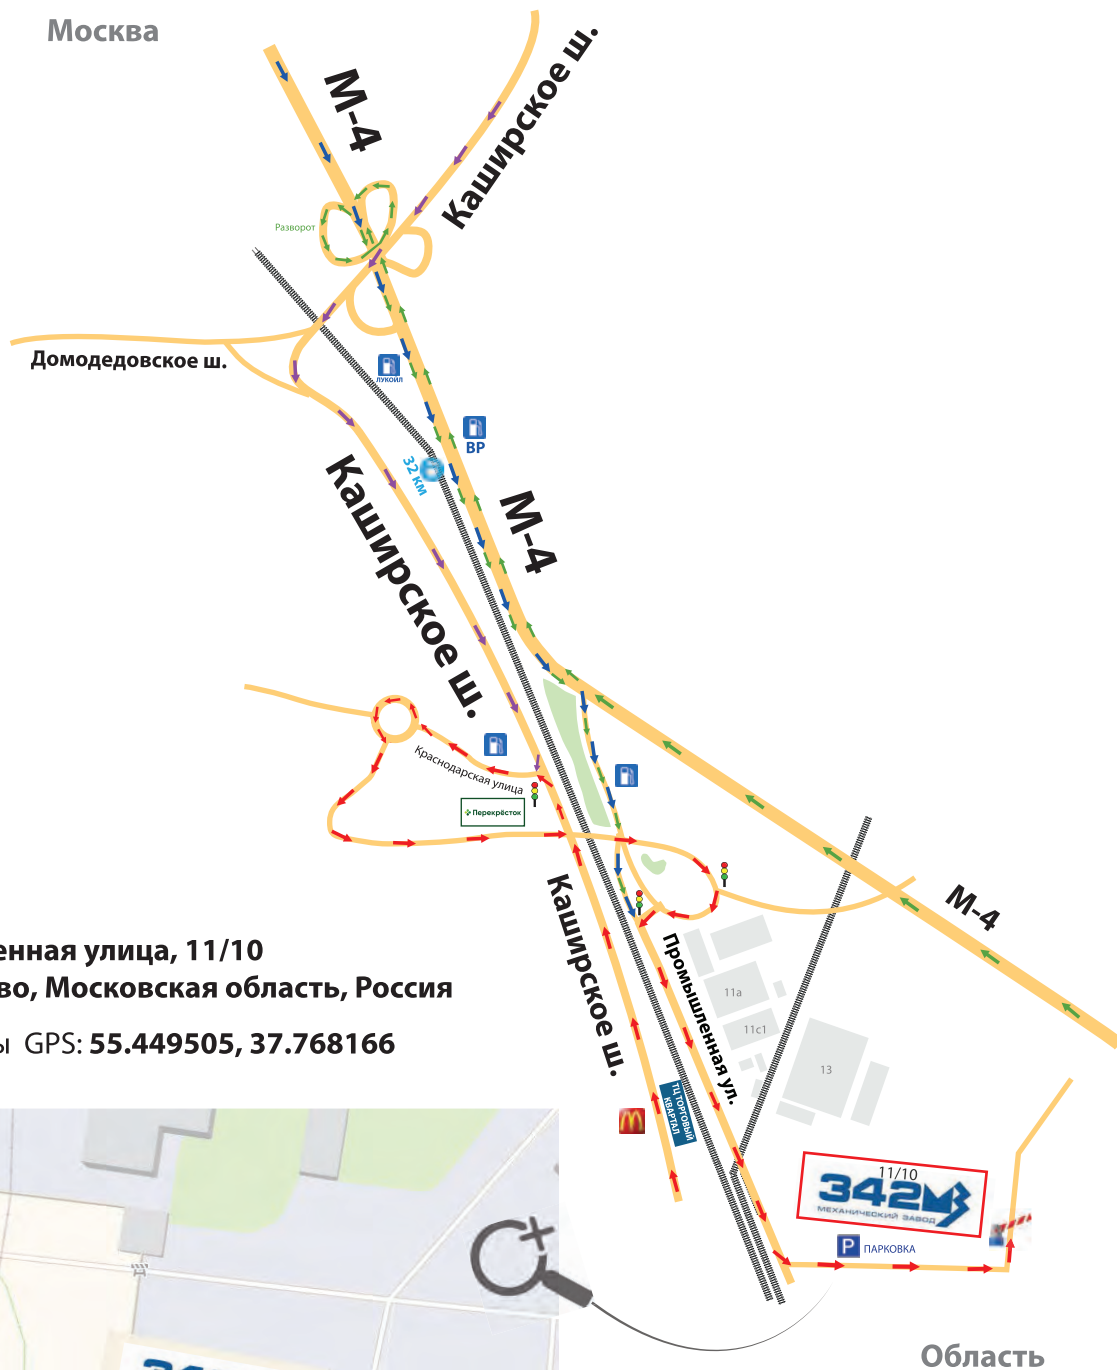 Москва
М-4
Каширское ш.
Разворот
Домодедовское ш.
ЛУКОЙЛ
BP
32 км
М-4
Каширское ш.
Краснодарская улица
Перекрёсток
Каширское ш.
М-4
Промышленная ул.
11а
11с1
13
енная улица, 11/10
во, Московская область, Россия
ы GPS: 55.449505, 37.768166
ТЦ ТОРГОВЫЙ
КВАРТАЛ
11/10
342МЗ
МЕХАНИЧЕСКИЙ ЗАВОД
P ПАРКОВКА
Область